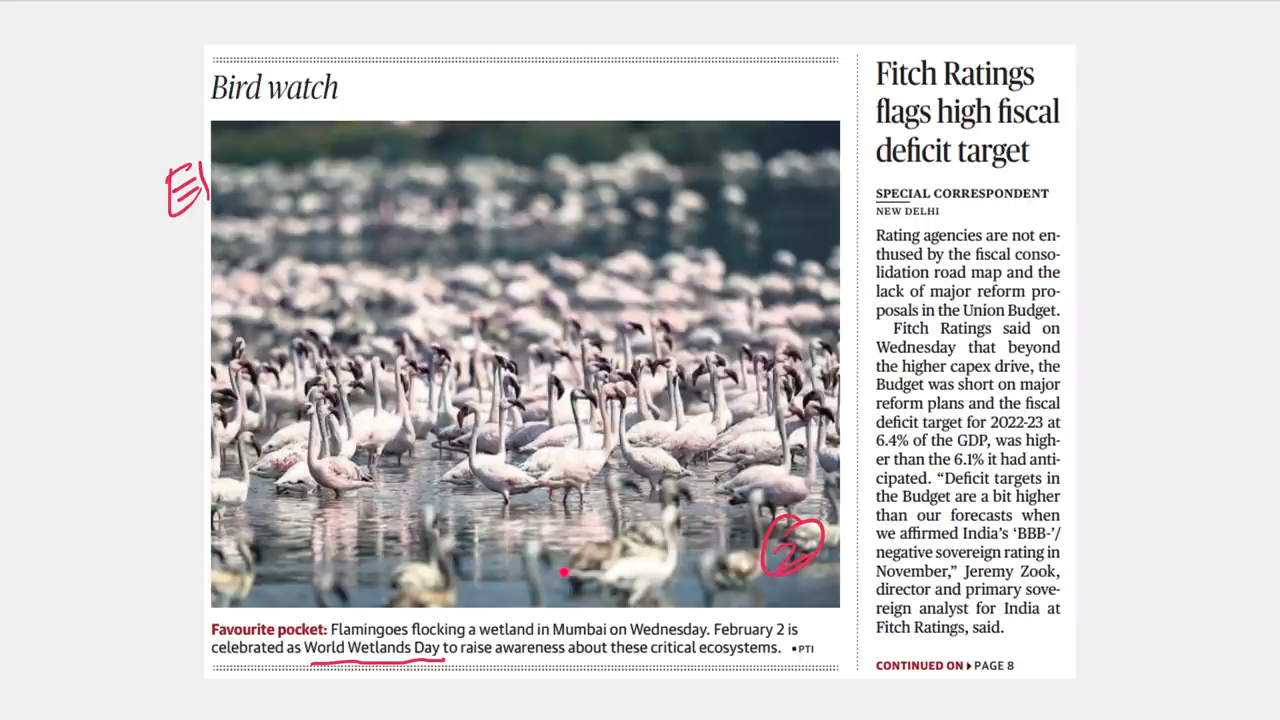 Bird watch
E
2
Favourite pocket: Flamingoes flocking a wetland in Mumbai on Wednesday. February 2 is
celebrated as World Wetlands Day to raise awareness about these critical ecosystems. ▪ PTI
Fitch Ratings
flags high fiscal
deficit target
SPECIAL CORRESPONDENT
NEW DELHI
Rating agencies are not en-
thused by the fiscal conso-
lidation road map and the
lack of major reform pro-
posals in the Union Budget.
Fitch Ratings said on
Wednesday that beyond
the higher capex drive, the
Budget was short on major
reform plans and the fiscal
deficit target for 2022-23 at
6.4% of the GDP, was high-
er than the 6.1% it had anti-
cipated. “Deficit targets in
the Budget are a bit higher
than our forecasts when
we affirmed India’s ‘BBB-’/
negative sovereign rating in
November,” Jeremy Zook,
director and primary sove-
reign analyst for India at
Fitch Ratings, said.
CONTINUED ON ▸ PAGE 8